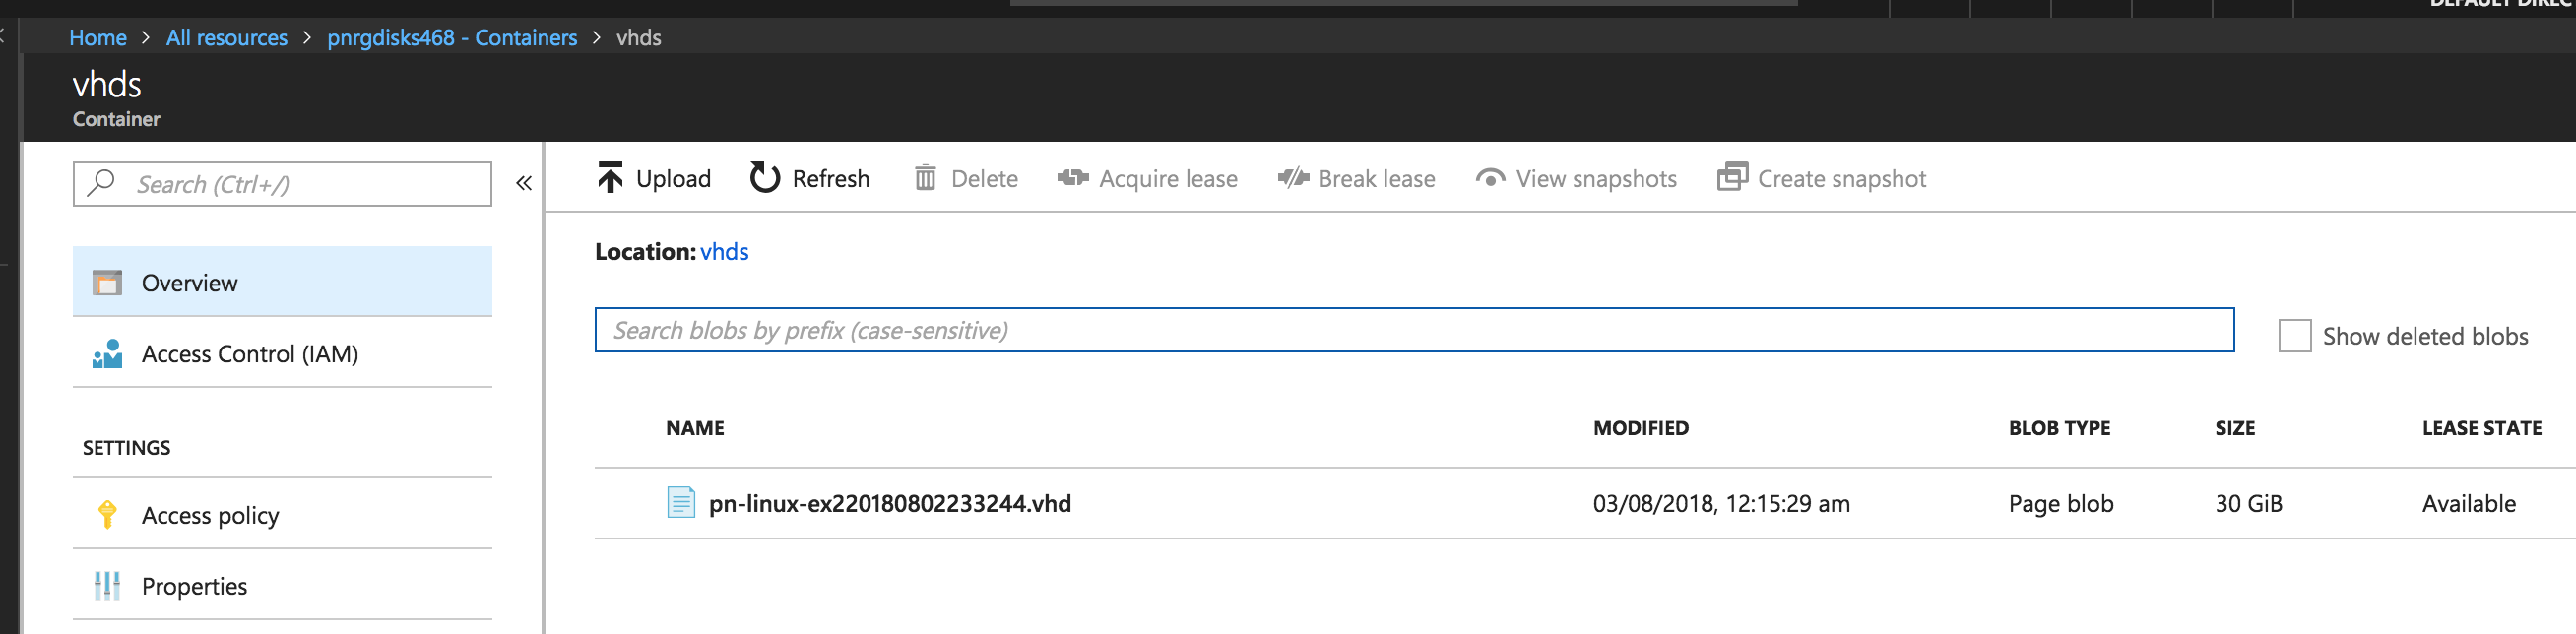 DEFAULT DIREC
Home > All resources > pnrgdisks468 - Containers > vhds
vhds
Container
Search (Ctrl+/)
«
Overview
Access Control (IAM)
SETTINGS
Access policy
Properties
Upload Refresh Delete Acquire lease Break lease View snapshots Create snapshot
Location: vhds
Search blobs by prefix (case-sensitive)
Show deleted blobs
NAME MODIFIED BLOB TYPE SIZE LEASE STATE
pn-linux-ex220180802233244.vhd 03/08/2018, 12:15:29 am Page blob 30 GiB Available